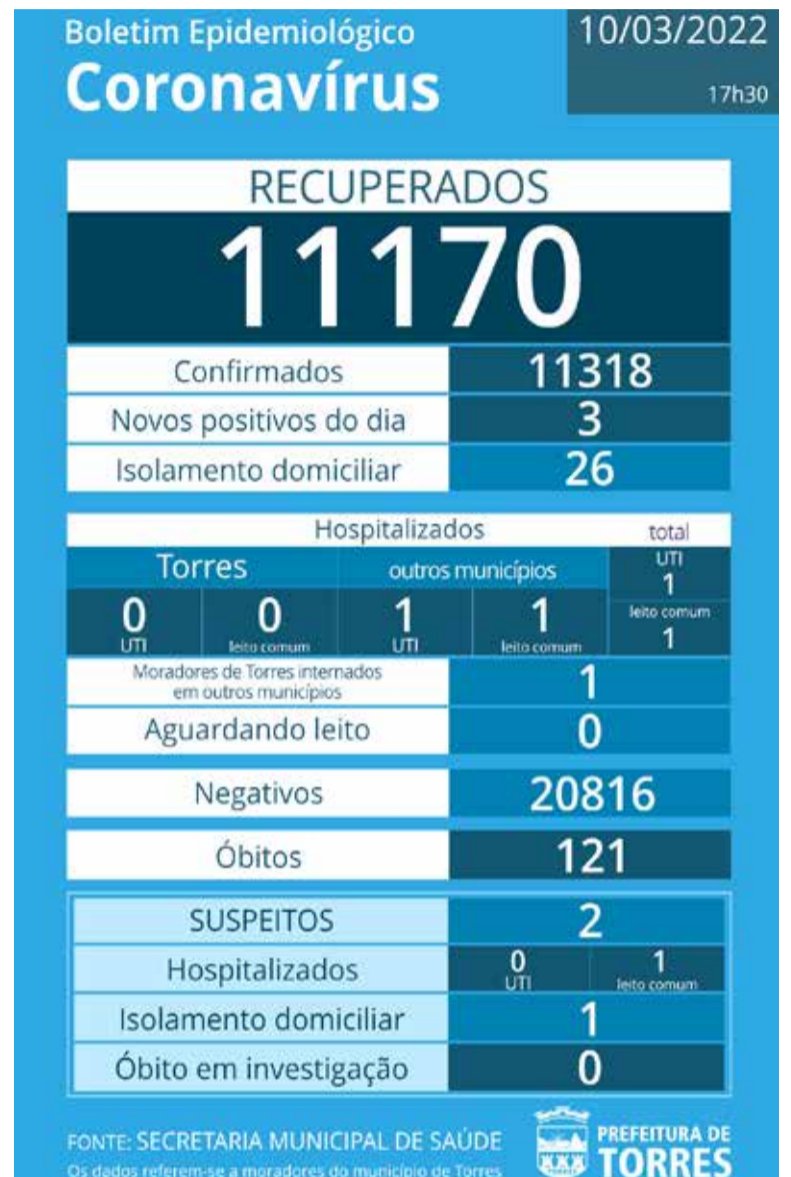 Boletim Epidemiológico
Coronavírus
10/03/2022
17h30
RECUPERADOS
11170
Confirmados 11318
Novos positivos do dia 3
Isolamento domiciliar 26
Hospitalizados total
Torres outros municípios
UTI
1
leito comum
1
0 0 1 1
UTI leito comum UTI leito comum
Moradores de Torres internados
em outros municípios
1
Aguardando leito 0
Negativos 20816
Óbitos 121
SUSPEITOS 2
Hospitalizados
0 1
UTI leito comum
Isolamento domiciliar 1
Óbito em investigação 0
FONTE: SECRETARIA MUNICIPAL DE SAÚDE
Os dados referem-se a moradores do município de Torres
PREFEITURA DE
TORRES